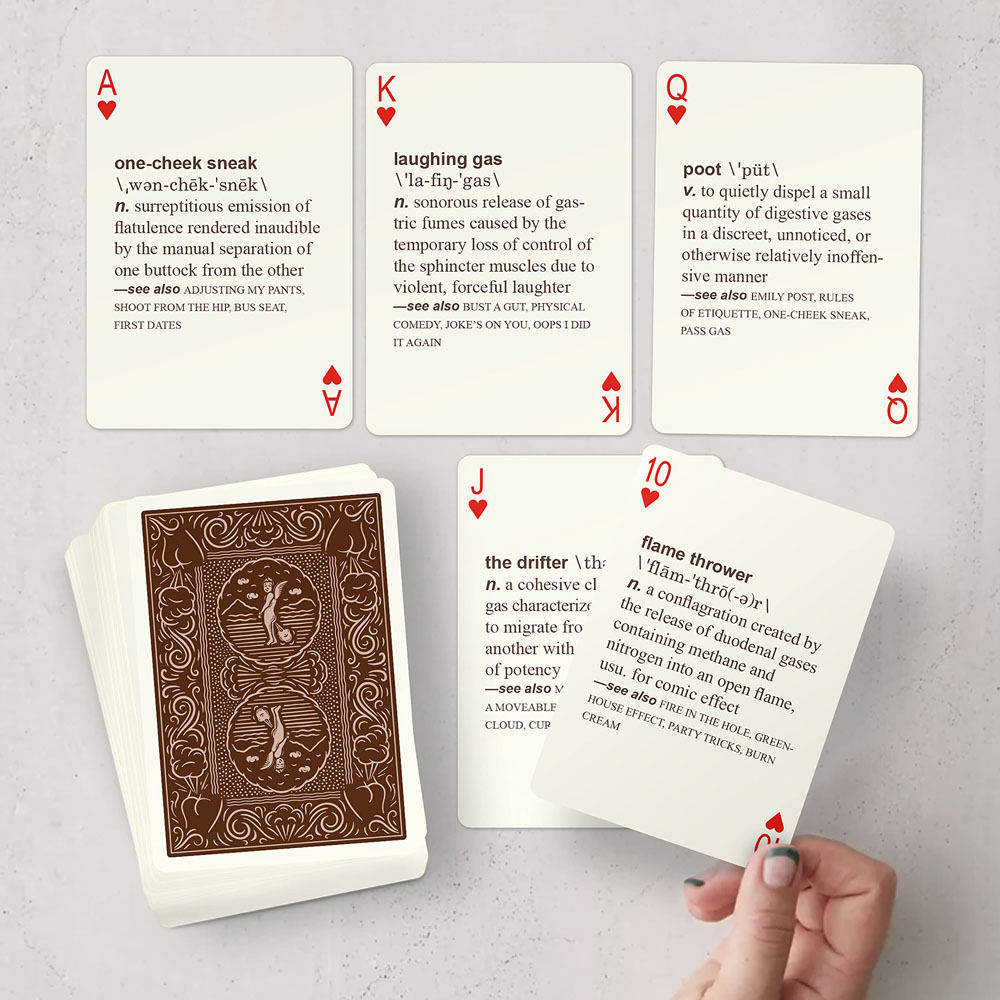 A
one-cheek sneak
\ˌwən-chēk-ˈsnēk\
n. surreptitious emission of
flatulence rendered inaudible
by the manual separation of
one buttock from the other
—see also ADJUSTING MY PANTS,
SHOOT FROM THE HIP, BUS SEAT,
FIRST DATES
A
K
laughing gas
\ˈla-fiŋ-ˈgas\
n. sonorous release of gas-
tric fumes caused by the
temporary loss of control of
the sphincter muscles due to
violent, forceful laughter
—see also BUST A GUT, PHYSICAL
COMEDY, JOKE'S ON YOU, OOPS I DID
IT AGAIN
K
Q
poot \ˈpüt\
v. to quietly dispel a small
quantity of digestive gases
in a discreet, unnoticed, or
otherwise relatively inoffen-
sive manner
—see also EMILY POST, RULES
OF ETIQUETTE, ONE-CHEEK SNEAK,
PASS GAS
Q
J
the drifter
n. a cohesive
gas
to migrate
another with
of potency
—see also
A MOVEABLE
CLOUD,
10
flame thrower
\ˈflām-ˈthrō(-ə)r\
n. a conflagration created by
the release of duodenal gases
containing methane and
nitrogen into an open flame,
usu. for comic effect
—see also FIRE IN THE HOLE, GREEN-
HOUSE EFFECT, PARTY TRICKS, BURN
CREAM